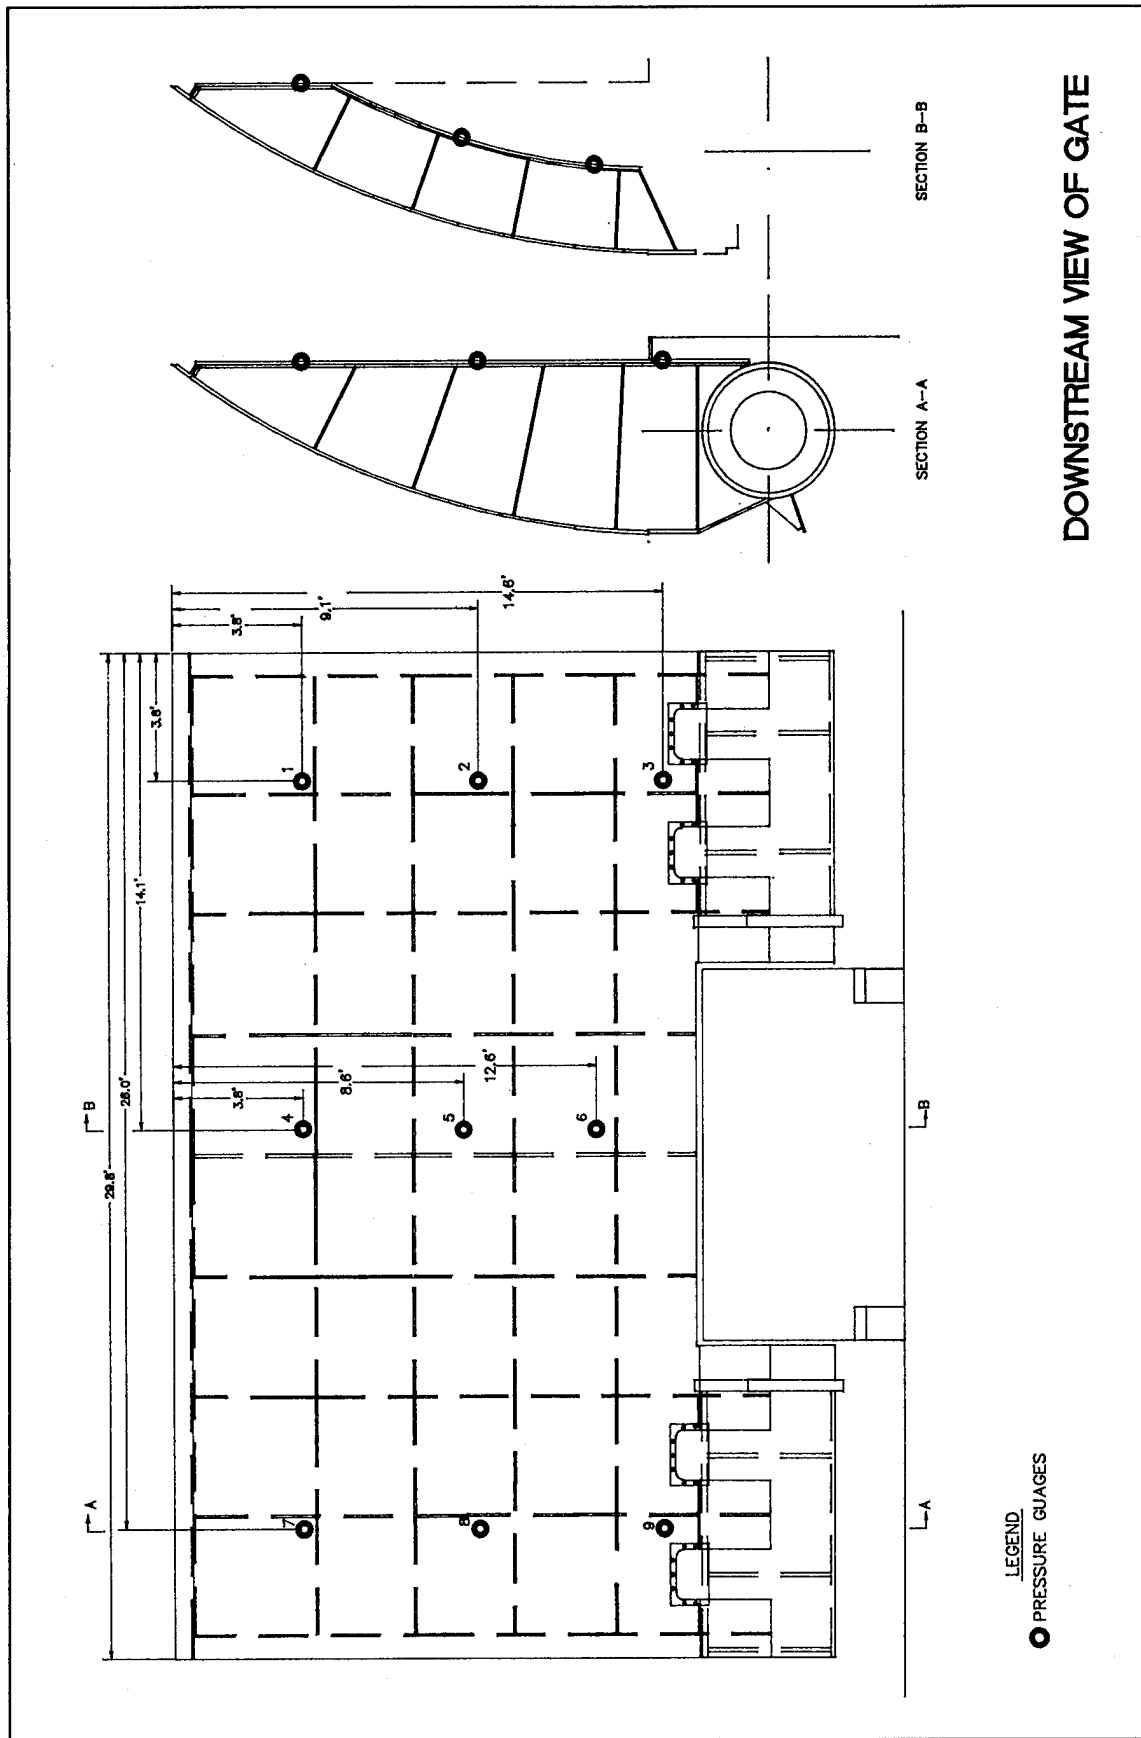 A
B
29.8'
26.0'
14.1'
3.8'
3.8'
3.8'
7
4
1
9.1'
8.6'
8
5
2
12.6'
14.6'
6
9
3
A
B
SECTION A-A
SECTION B-B
LEGEND
PRESSURE GUAGES
DOWNSTREAM VIEW OF GATE